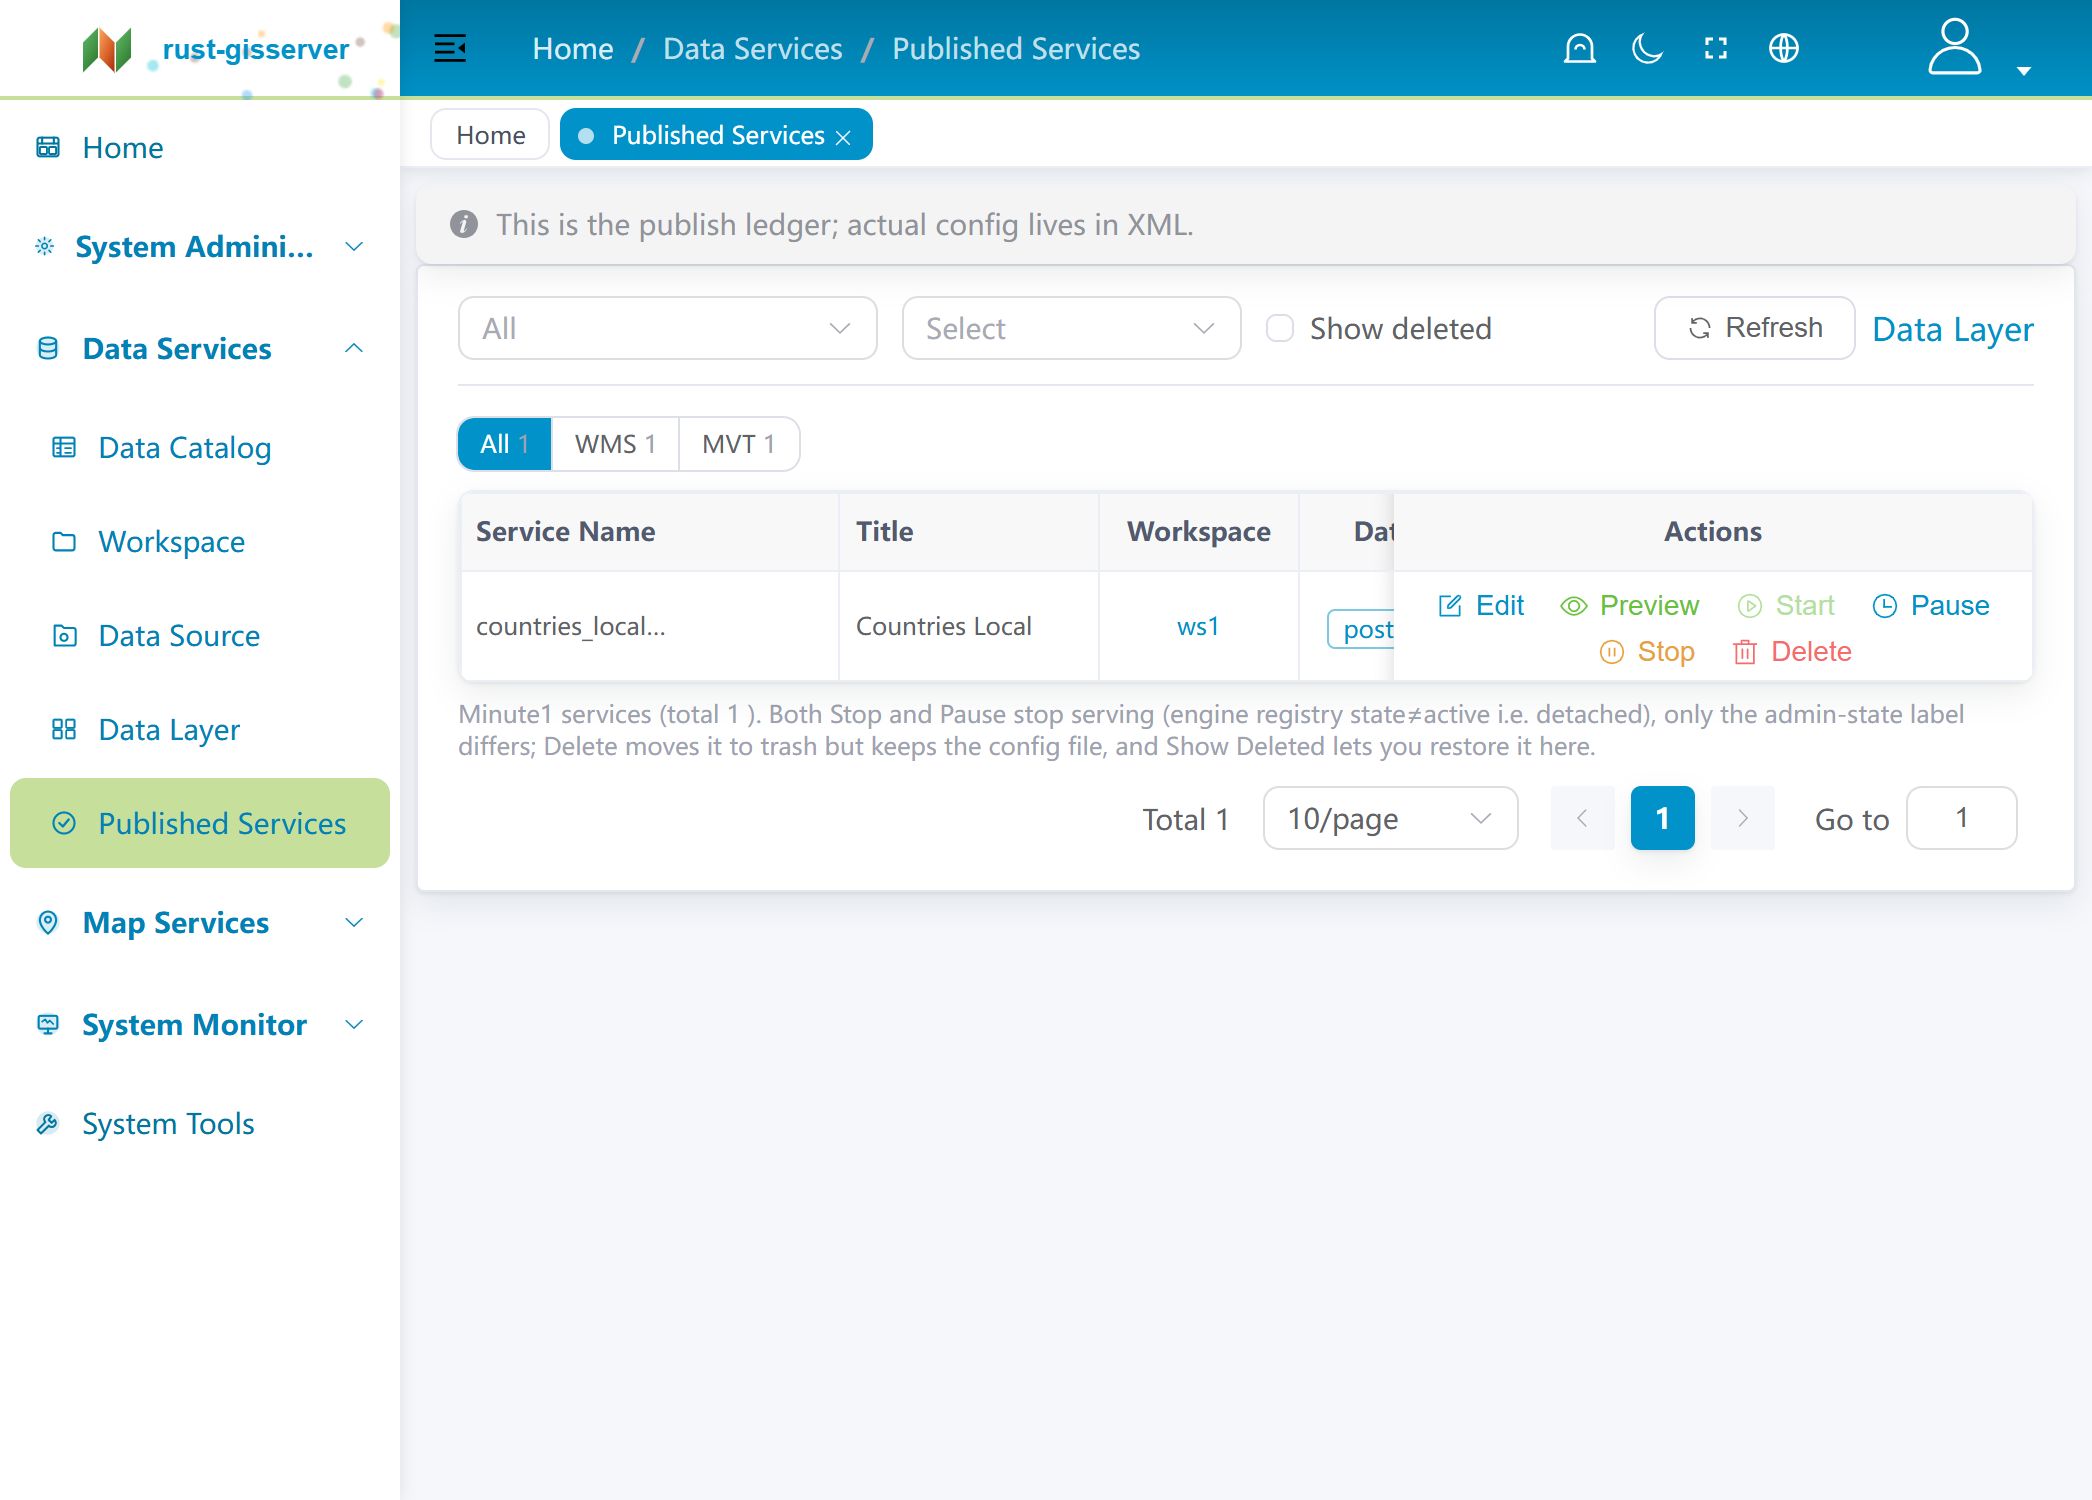 rust-gisserver
Home / Data Services / Published Services
Home
Published Services
Home
System Admini...
Data Services
Data Catalog
Workspace
Data Source
Data Layer
Published Services
Map Services
System Monitor
System Tools
This is the publish ledger; actual config lives in XML.
All
Select
Show deleted
Refresh
Data Layer
All 1
WMS 1
MVT 1
Service Name
Title
Workspace
Dat
Actions
countries_local...
Countries Local
ws1
post
Edit
Preview
Start
Pause
Stop
Delete
Minute1 services (total 1 ). Both Stop and Pause stop serving (engine registry state≠active i.e. detached), only the admin-state label
differs; Delete moves it to trash but keeps the config file, and Show Deleted lets you restore it here.
Total 1
10/page
1
Go to
1